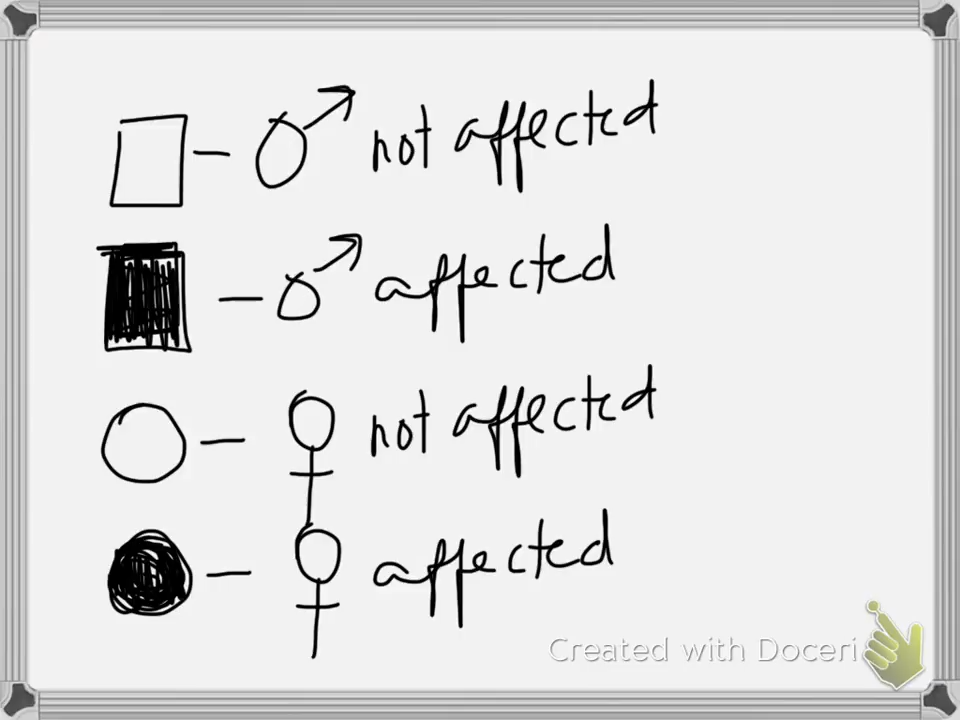 □ - ♂ not affected
■ - ♂ affected
○ - ♀ not affected
● - ♀ affected
Created with Doceri